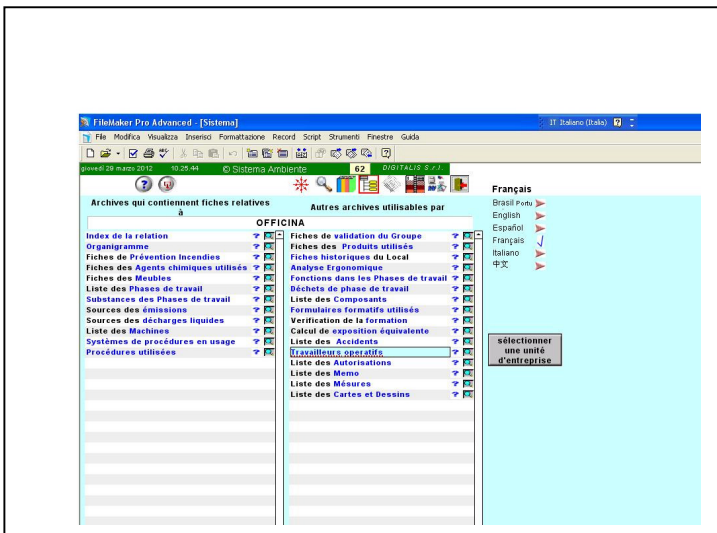 FileMaker Pro Advanced - [Sistema]
IT Italiano (Italia)
File Modifica Visualizza Inserisci Formattazione Record Script Strumenti Finestre Guida
giovedì 29 marzo 2012 10.25.44 © Sistema Ambiente 62 DIGITALIS S.r.l.
Archives qui contiennent fiches relatives
à
Autres archives utilisables par
OFFICINA
Index de la relation
Organigramme
Fiches de Prévention Incendies
Fiches des Agents chimiques utilisés
Fiches des Meubles
Liste des Phases de travail
Substances des Phases de travail
Sources des émissions
Sources des décharges liquides
Liste des Machines
Systèmes de procédures en usage
Procédures utilisées
Fiches de validation du Groupe
Fiches des Produits utilisés
Fiches historiques du Local
Analyse Ergonomique
Fonctions dans les Phases de travail
Déchets de phase de travail
Liste des Composants
Formulaires formatifs utilisés
Verification de la formation
Calcul de exposition équivalente
Liste des Accidents
Travailleurs operatifs
Liste des Autorisations
Liste des Memo
Liste des Mésures
Liste des Cartes et Dessins
Français
Brasil Portu
English
Español
Français
Italiano
中文
sélectionner
une unité
d'entreprise